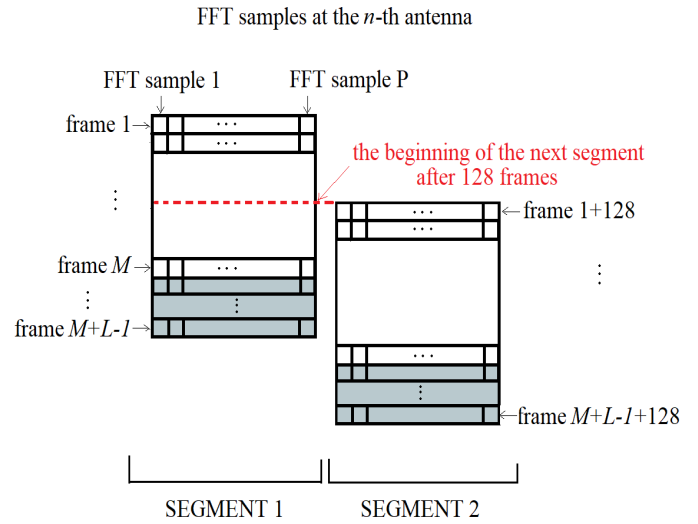 FFT samples at the n-th antenna
FFT sample 1
FFT sample P
frame 1
...
the beginning of the next segment
after 128 frames
...
frame 1+128
...
frame M
...
frame M+L-1
...
frame M+L-1+128
SEGMENT 1
SEGMENT 2